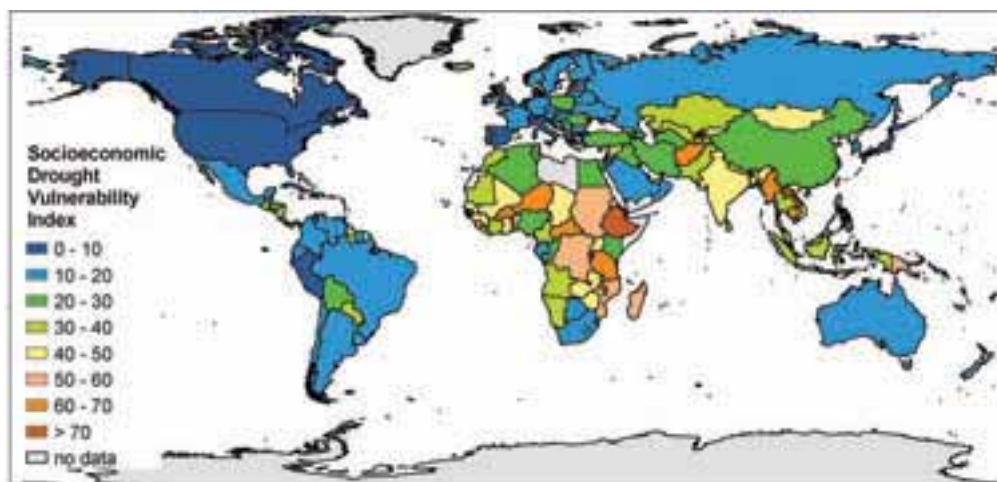 Socioeconomic
Drought
Vulnerability
Index
0 - 10
10 - 20
20 - 30
30 - 40
40 - 50
50 - 60
60 - 70
> 70
no data